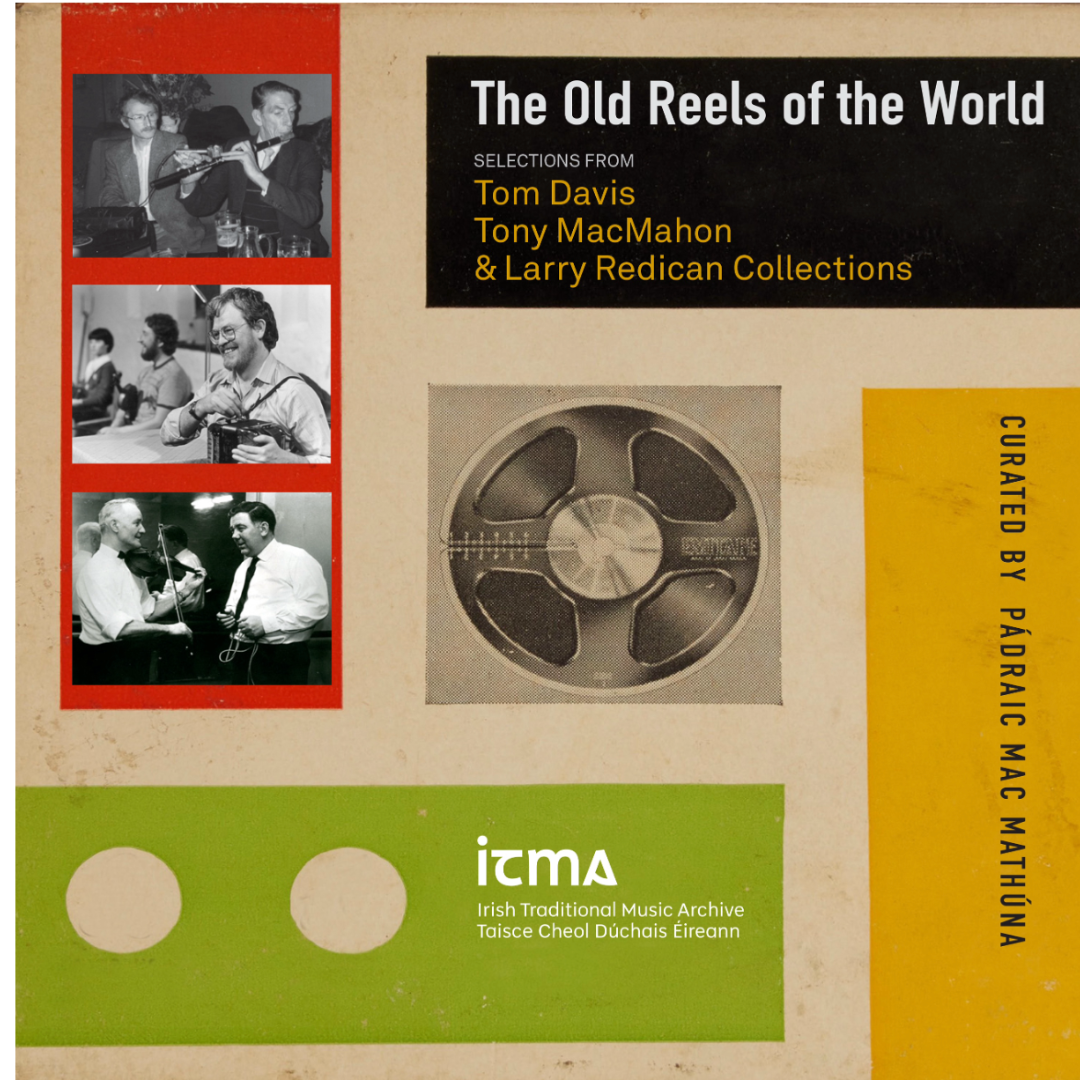 The Old Reels of the World
SELECTIONS FROM
Tom Davis
Tony MacMahon
& Larry Redican Collections
CURATED BY PÁDRAIC MAC MATHÚNA
itma
Irish Traditional Music Archive
Taisce Cheol Dúchais Éireann